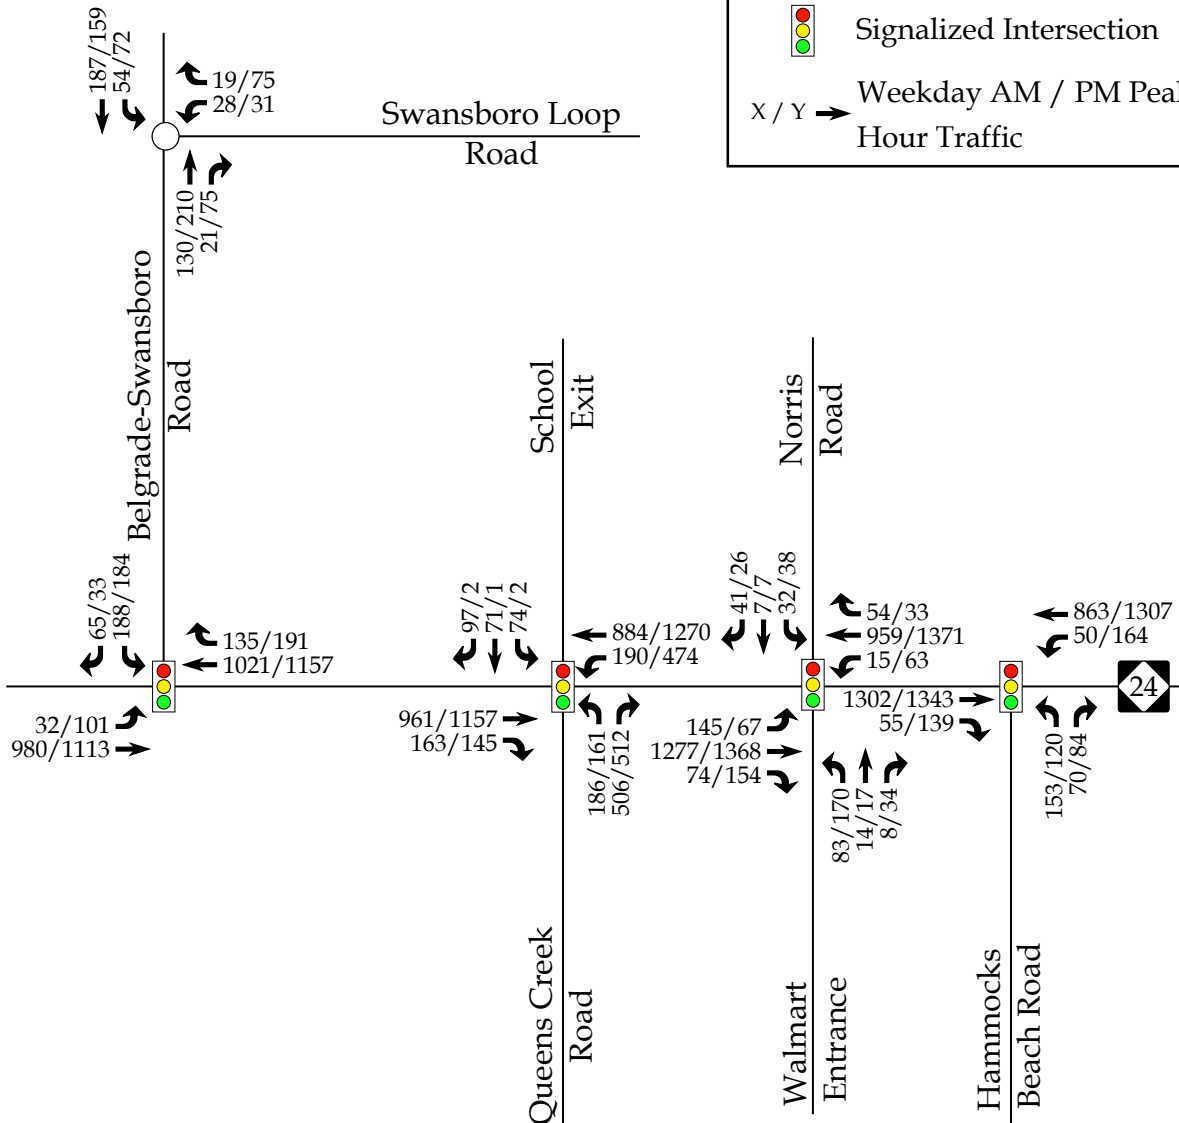 Signalized Intersection
X / Y
Weekday AM / PM Peak
Hour Traffic
187/159
54/72
19/75
28/31
Swansboro Loop
Road
130/210
21/75
Belgrade-Swansboro
Road
School
Exit
Norris
Road
65/33
188/184
135/191
1021/1157
32/101
980/1113
97/2
71/1
74/2
884/1270
190/474
961/1157
163/145
186/161
506/512
41/26
7/7
32/38
54/33
959/1371
15/63
145/67
1277/1368
74/154
83/170
14/17
8/34
863/1307
50/164
1302/1343
55/139
153/120
70/84
24
Queens Creek
Road
Walmart
Entrance
Hammocks
Beach Road